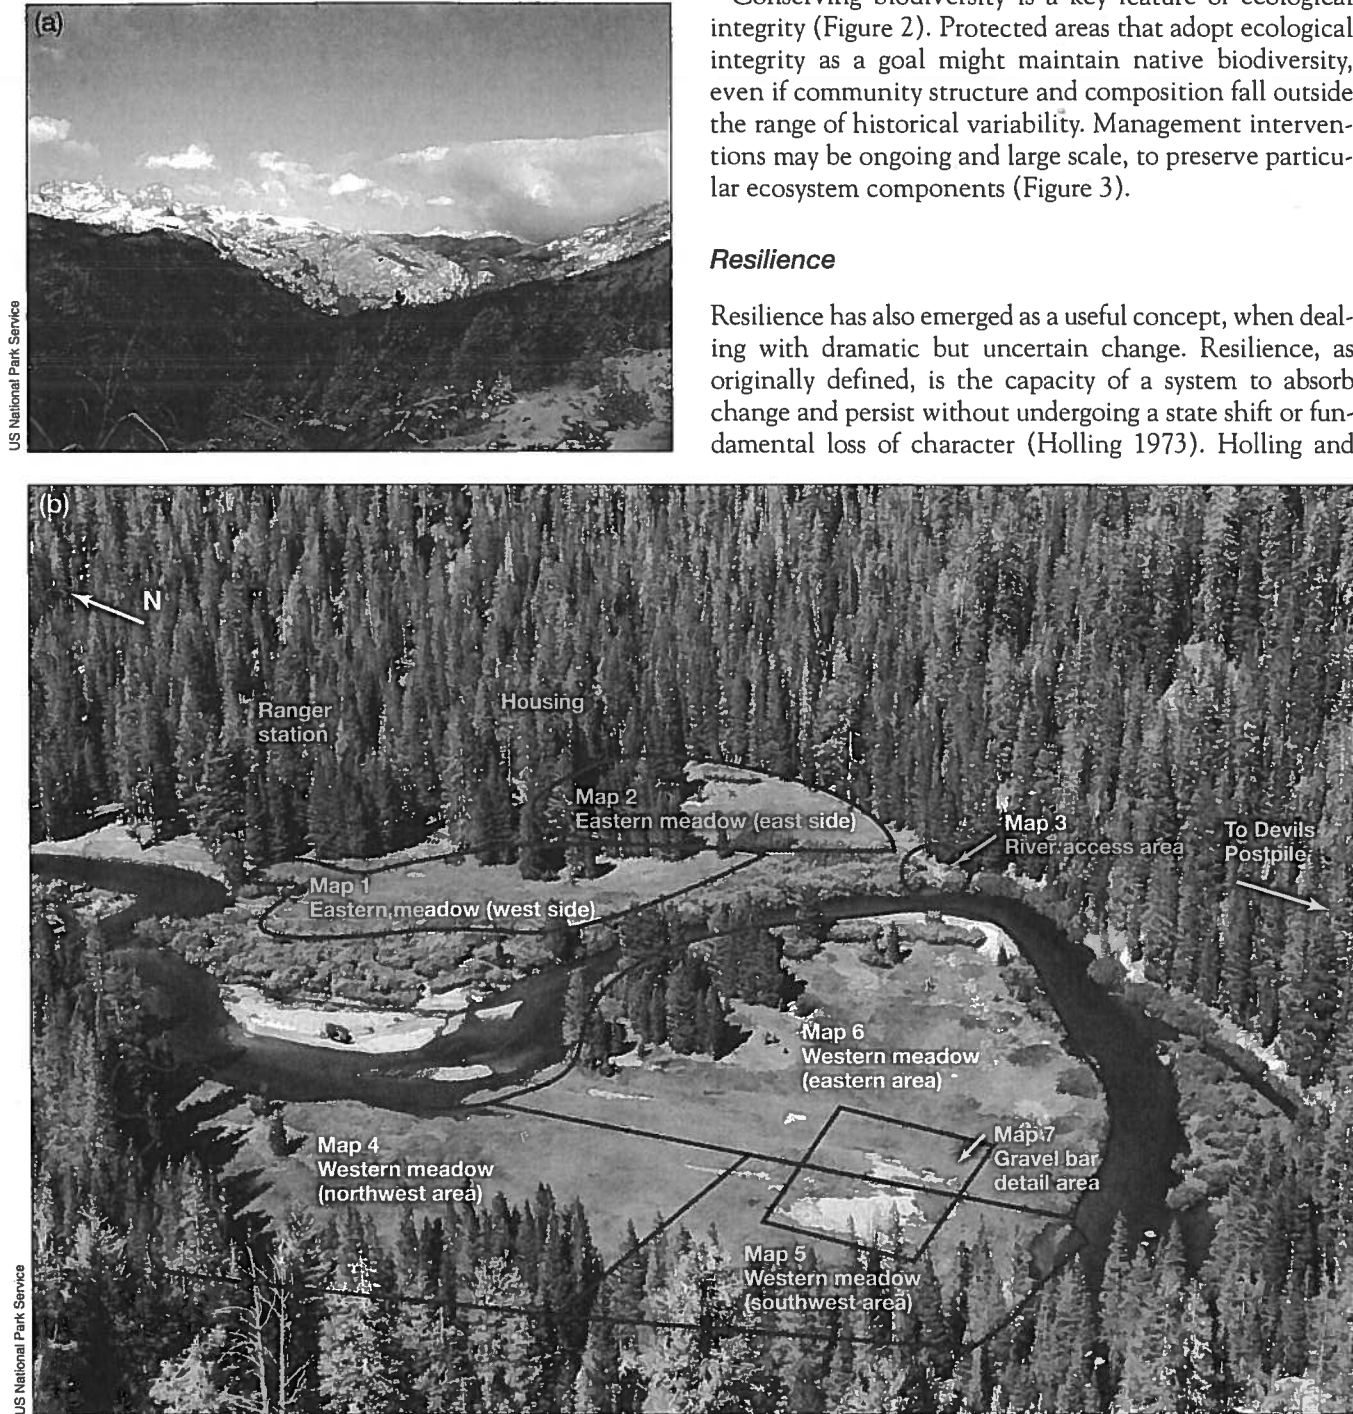 (a)
US National Park Service
Conserving biodiversity is a key feature of ecological
integrity (Figure 2). Protected areas that adopt ecological
integrity as a goal might maintain native biodiversity,
even if community structure and composition fall outside
the range of historical variability. Management interven-
tions may be ongoing and large scale, to preserve particu-
lar ecosystem components (Figure 3).
Resilience
Resilience has also emerged as a useful concept, when deal-
ing with dramatic but uncertain change. Resilience, as
originally defined, is the capacity of a system to absorb
change and persist without undergoing a state shift or fun-
damental loss of character (Holling 1973). Holling and
(b)
N
Ranger
station
Housing
Map 2
Eastern meadow (east side)
Map 3
River access area
To Devils
Postpile
Map 1
Eastern meadow (west side)
Map 6
Western meadow
(eastern area)
Map 4
Western meadow
(northwest area)
Map 7
Gravel bar
detail area
Map 5
Western meadow
(southwest area)
US National Park Service